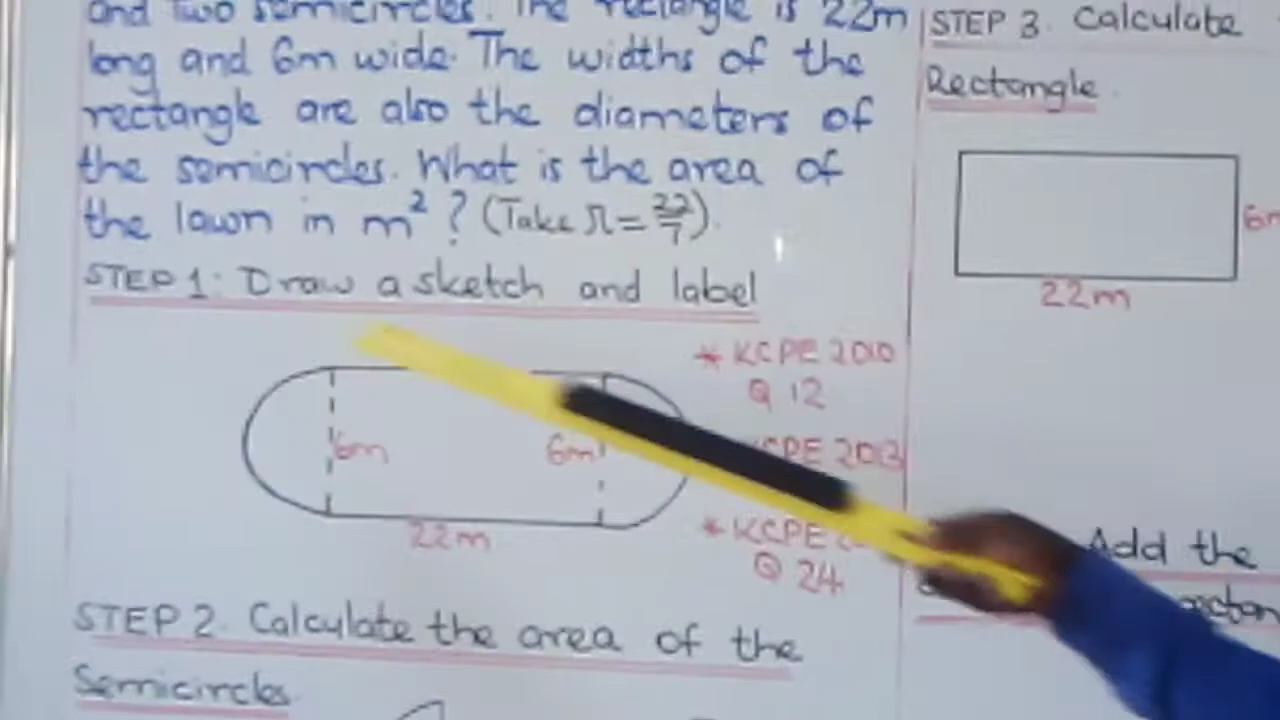 and two semicircles. The rectangle is 22m
long and 6m wide. The widths of the
rectangle are also the diameters of
the semicircles. What is the area of
the lawn in m² ? (Take π = 22/7).
STEP 1: Draw a sketch and label
* KCPE 2010
Q 12
6m
6m
KCPE 2013
22m
* KCPE
Q 24
STEP 2. Calculate the area of the
Semicircles.
STEP 3. Calculate
Rectangle.
6m
22m
Add the